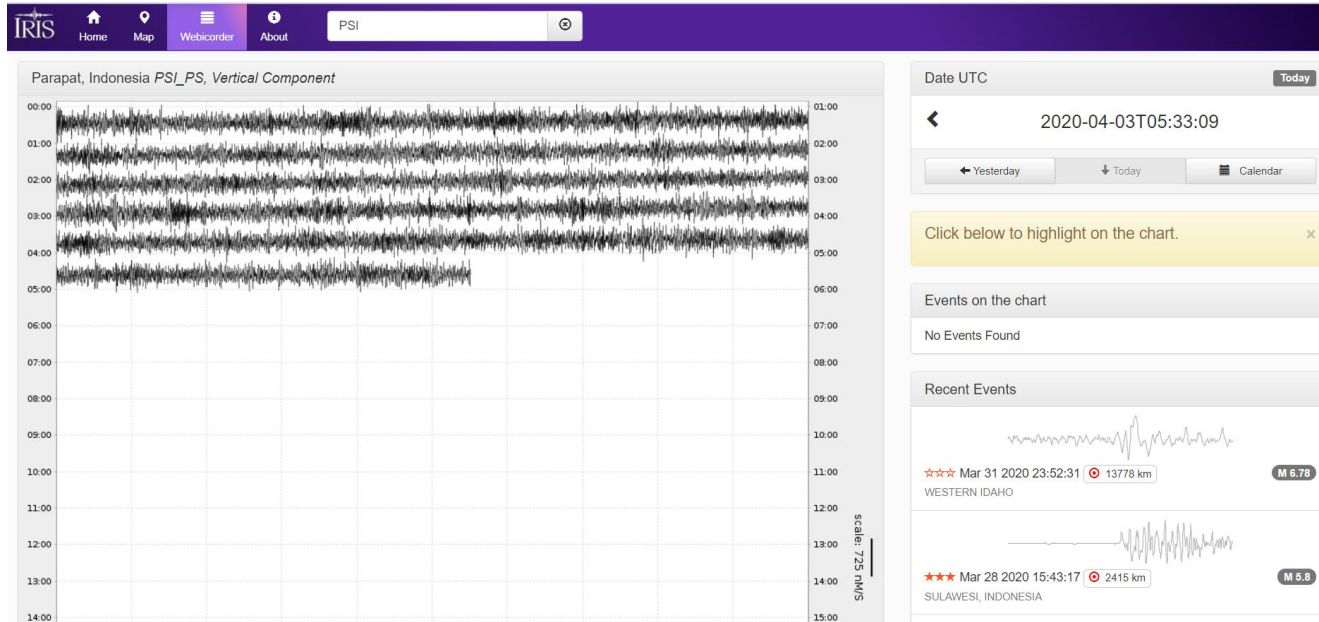 IRIS
Home Map Webicorder About PSI
Parapat, Indonesia PSI_PS, Vertical Component
00:00 01:00
01:00 02:00
02:00 03:00
03:00 04:00
04:00 05:00
05:00 06:00
06:00 07:00
07:00 08:00
08:00 09:00
09:00 10:00
10:00 11:00
11:00 12:00
12:00 13:00
13:00 14:00
14:00 15:00
scale: 725 nM/S
Date UTC Today
2020-04-03T05:33:09
Yesterday Today Calendar
Click below to highlight on the chart. ×
Events on the chart
No Events Found
Recent Events
Mar 31 2020 23:52:31 13778 km M 6.78
WESTERN IDAHO
Mar 28 2020 15:43:17 2415 km M 5.8
SULAWESI, INDONESIA